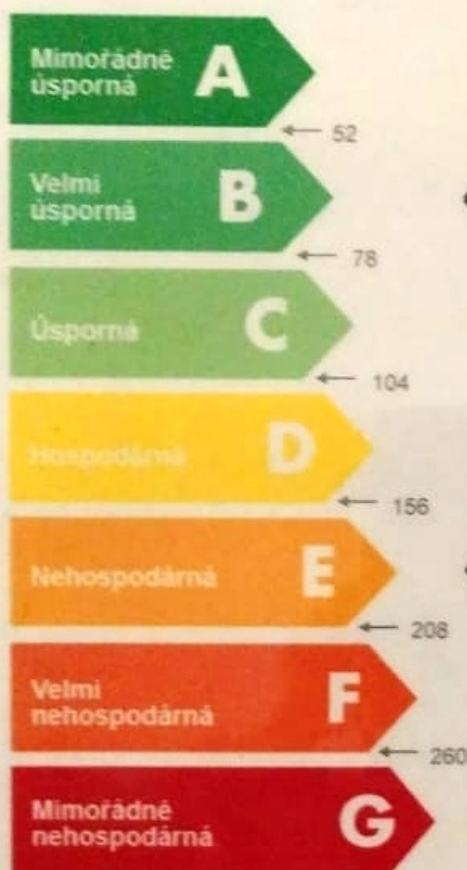 Mimořádně
úsporná
A
52
Velmi
úsporná
B
78
Úsporná
C
104
Hospodárná
D
156
Nehospodárná
E
208
Velmi
nehospodárná
F
260
Mimořádně
nehospodárná
G